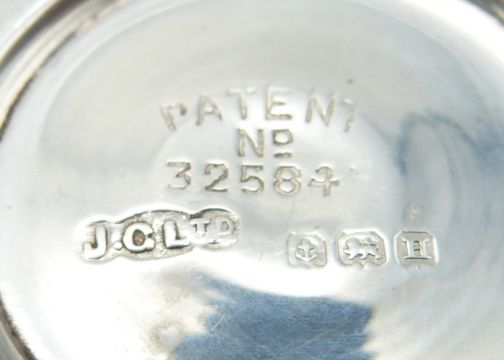 PATENT
Nº
32584
J.C LTD
H